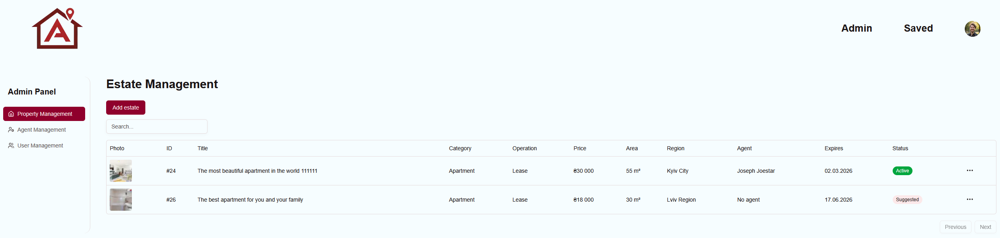 Admin Saved
Estate Management
Admin Panel
Add estate
Property Management
Search...
Agent Management
User Management
Photo ID Title Category Operation Price Area Region Agent Expires Status
#24 The most beautiful apartment in the world 111111 Apartment Lease ₴30 000 55 m² Kyiv City Joseph Joestar 02.03.2026 Active ...
#26 The best apartment for you and your family Apartment Lease ₴18 000 30 m² Lviv Region No agent 17.06.2026 Suggested ...
Previous Next